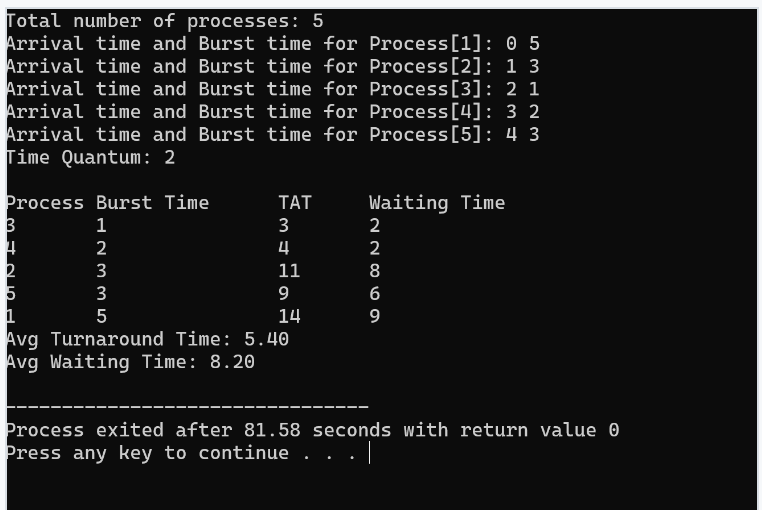 Total number of processes: 5
Arrival time and Burst time for Process[1]: 0 5
Arrival time and Burst time for Process[2]: 1 3
Arrival time and Burst time for Process[3]: 2 1
Arrival time and Burst time for Process[4]: 3 2
Arrival time and Burst time for Process[5]: 4 3
Time Quantum: 2
Process Burst Time TAT Waiting Time
3 1 3 2
4 2 4 2
2 3 11 8
5 3 9 6
1 5 14 9
Avg Turnaround Time: 5.40
Avg Waiting Time: 8.20
--------------------------------
Process exited after 81.58 seconds with return value 0
Press any key to continue . . .